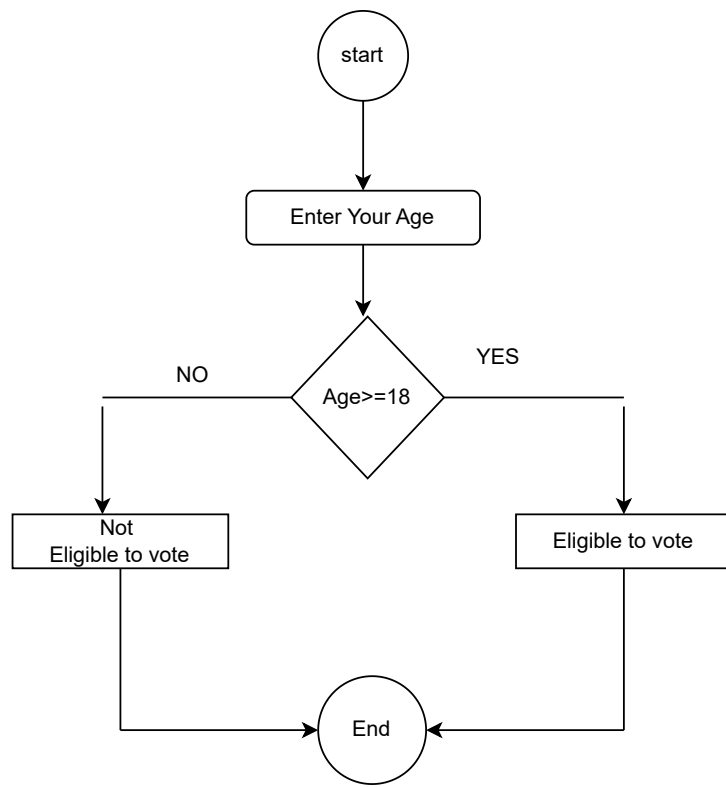 start
Enter Your Age
NO
YES
Age>=18
Not
Eligible to vote
Eligible to vote
End